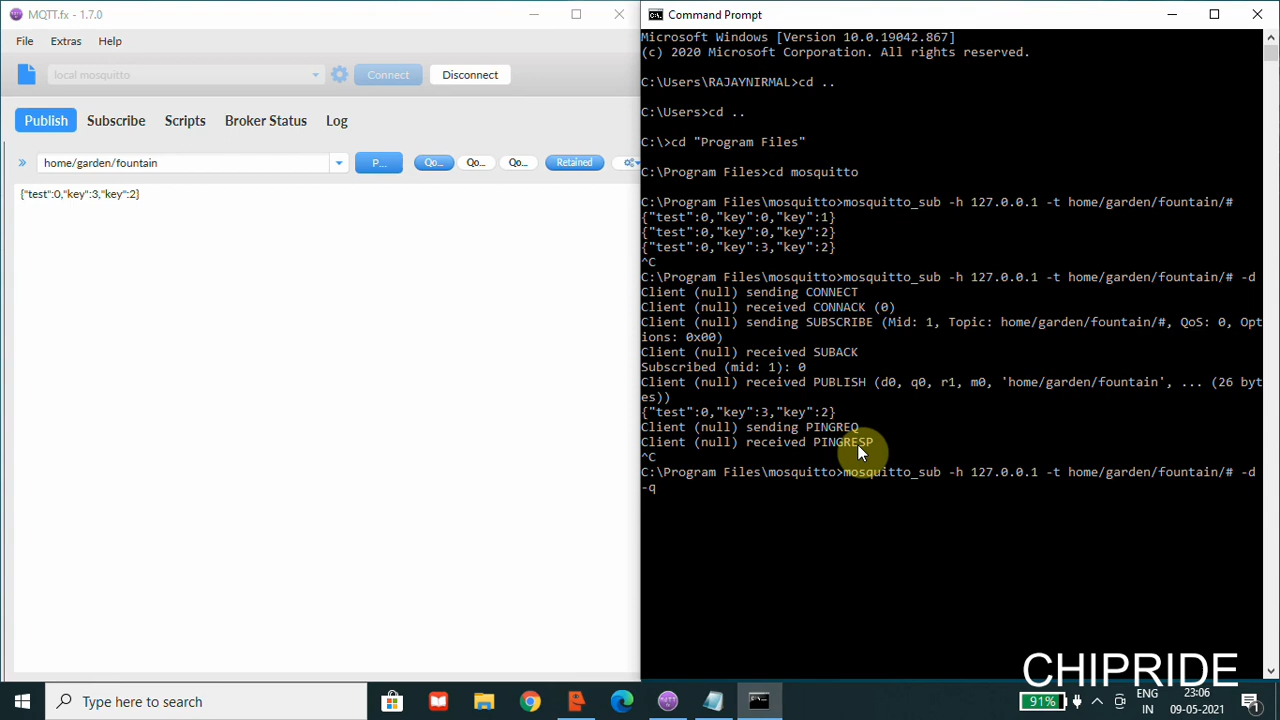 MQTT.fx - 1.7.0
File Extras Help
local mosquitto
Connect
Disconnect
Publish
Subscribe
Scripts
Broker Status
Log
home/garden/fountain
P...
Qo...
Qo...
Qo...
Retained
{"test":0,"key":3,"key":2}
Command Prompt
Microsoft Windows [Version 10.0.19042.867]
(c) 2020 Microsoft Corporation. All rights reserved.
C:\Users\RAJAYNIRMAL>cd ..
C:\Users>cd ..
C:\>cd "Program Files"
C:\Program Files>cd mosquitto
C:\Program Files\mosquitto>mosquitto_sub -h 127.0.0.1 -t home/garden/fountain/#
{"test":0,"key":0,"key":1}
{"test":0,"key":0,"key":2}
{"test":0,"key":3,"key":2}
^C
C:\Program Files\mosquitto>mosquitto_sub -h 127.0.0.1 -t home/garden/fountain/# -d
Client (null) sending CONNECT
Client (null) received CONNACK (0)
Client (null) sending SUBSCRIBE (Mid: 1, Topic: home/garden/fountain/#, QoS: 0, Opt
ions: 0x00)
Client (null) received SUBACK
Subscribed (mid: 1): 0
Client (null) received PUBLISH (d0, q0, r1, m0, 'home/garden/fountain', ... (26 byt
es))
{"test":0,"key":3,"key":2}
Client (null) sending PINGREQ
Client (null) received PINGRESP
^C
C:\Program Files\mosquitto>mosquitto_sub -h 127.0.0.1 -t home/garden/fountain/# -d
-q
CHIPRIDE
Type here to search
91%
ENG
IN
23:06
09-05-2021
1